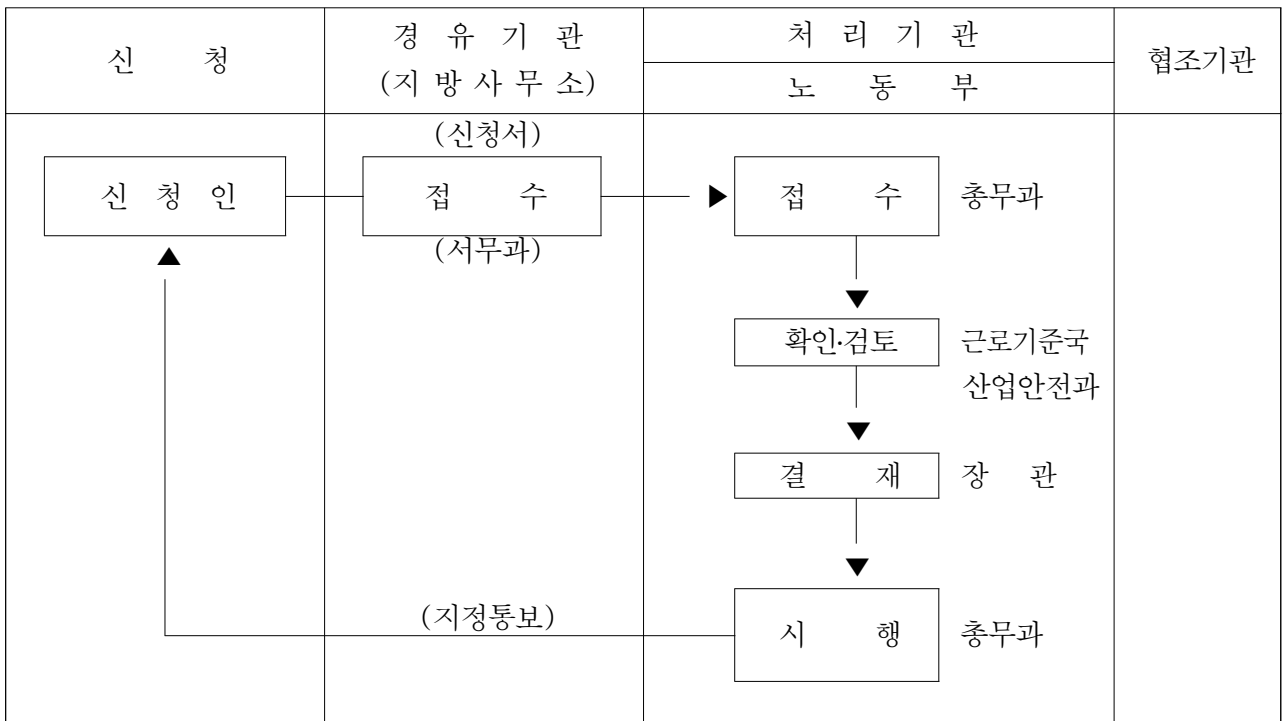 신 청
경 유 기 관
(지 방 사 무 소)
처 리 기 관
노 동 부
협조기관
(신청서)
신 청 인
접 수
접 수
총무과
(서무과)
확인·검토
근로기준국
산업안전과
결 재
장 관
(지정통보)
시 행
총무과